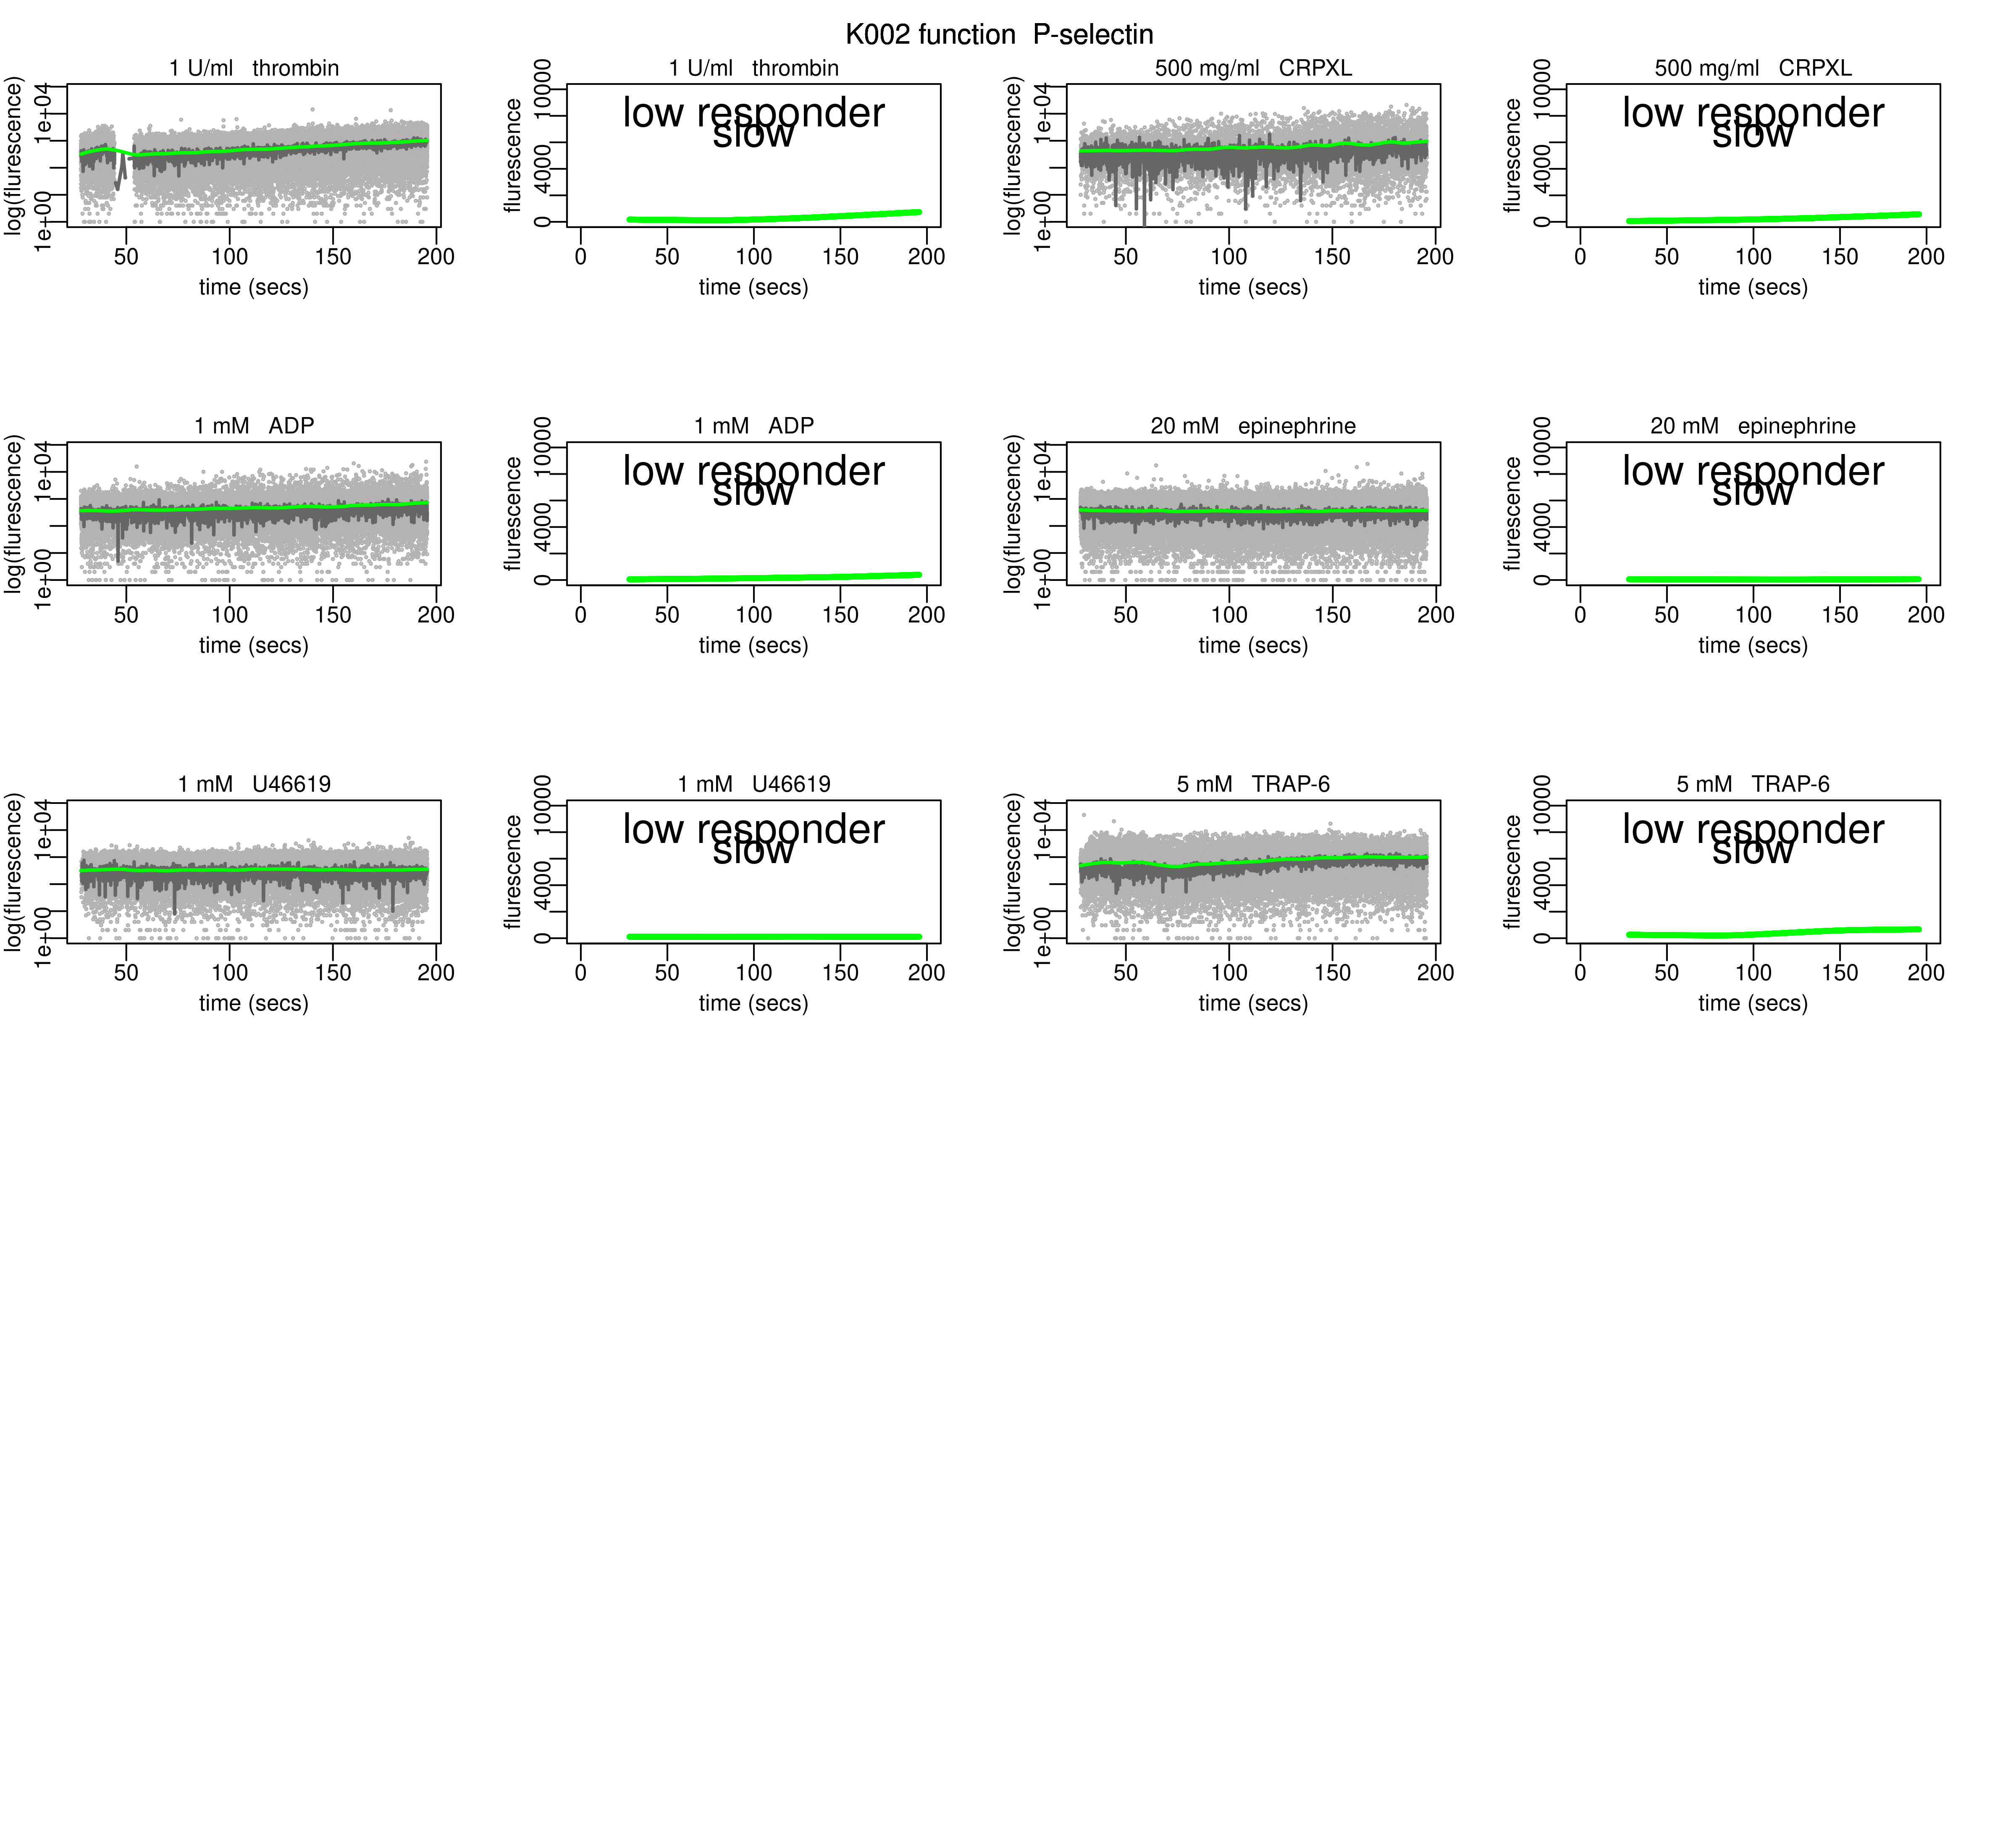 K002 function  P-selectin
1 U/ml   thrombin
log(flurescence)
1e+00
1e+04
50 100 150 200
time (secs)
1 U/ml   thrombin
flurescence
0 4000 10000
low responder
slow
0 50 100 150 200
time (secs)
500 mg/ml   CRPXL
log(flurescence)
1e+00
1e+04
50 100 150 200
time (secs)
500 mg/ml   CRPXL
flurescence
0 4000 10000
low responder
slow
0 50 100 150 200
time (secs)
1 mM   ADP
log(flurescence)
1e+00
1e+04
50 100 150 200
time (secs)
1 mM   ADP
flurescence
0 4000 10000
low responder
slow
0 50 100 150 200
time (secs)
20 mM   epinephrine
log(flurescence)
1e+00
1e+04
50 100 150 200
time (secs)
20 mM   epinephrine
flurescence
0 4000 10000
low responder
slow
0 50 100 150 200
time (secs)
1 mM   U46619
log(flurescence)
1e+00
1e+04
50 100 150 200
time (secs)
1 mM   U46619
flurescence
0 4000 10000
low responder
slow
0 50 100 150 200
time (secs)
5 mM   TRAP-6
log(flurescence)
1e+00
1e+04
50 100 150 200
time (secs)
5 mM   TRAP-6
flurescence
0 4000 10000
low responder
slow
0 50 100 150 200
time (secs)